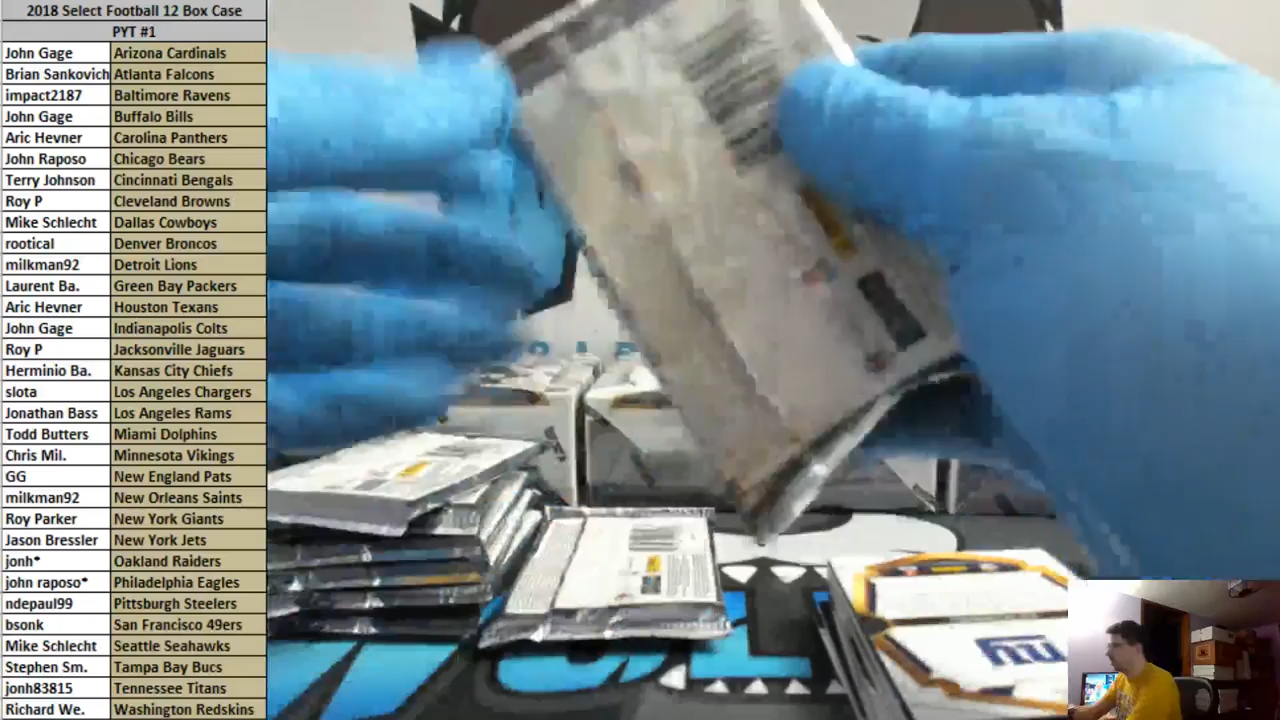 2018 Select Football 12 Box Case
PYT #1
John Gage Arizona Cardinals
Brian Sankovich Atlanta Falcons
impact2187 Baltimore Ravens
John Gage Buffalo Bills
Aric Hevner Carolina Panthers
John Raposo Chicago Bears
Terry Johnson Cincinnati Bengals
Roy P Cleveland Browns
Mike Schlecht Dallas Cowboys
rootical Denver Broncos
milkman92 Detroit Lions
Laurent Ba. Green Bay Packers
Aric Hevner Houston Texans
John Gage Indianapolis Colts
Roy P Jacksonville Jaguars
Herminio Ba. Kansas City Chiefs
slota Los Angeles Chargers
Jonathan Bass Los Angeles Rams
Todd Butters Miami Dolphins
Chris Mil. Minnesota Vikings
GG New England Pats
milkman92 New Orleans Saints
Roy Parker New York Giants
Jason Bressler New York Jets
jonh* Oakland Raiders
john raposo* Philadelphia Eagles
ndepaul99 Pittsburgh Steelers
bsonk San Francisco 49ers
Mike Schlecht Seattle Seahawks
Stephen Sm. Tampa Bay Bucs
jonh83815 Tennessee Titans
Richard We. Washington Redskins
ny